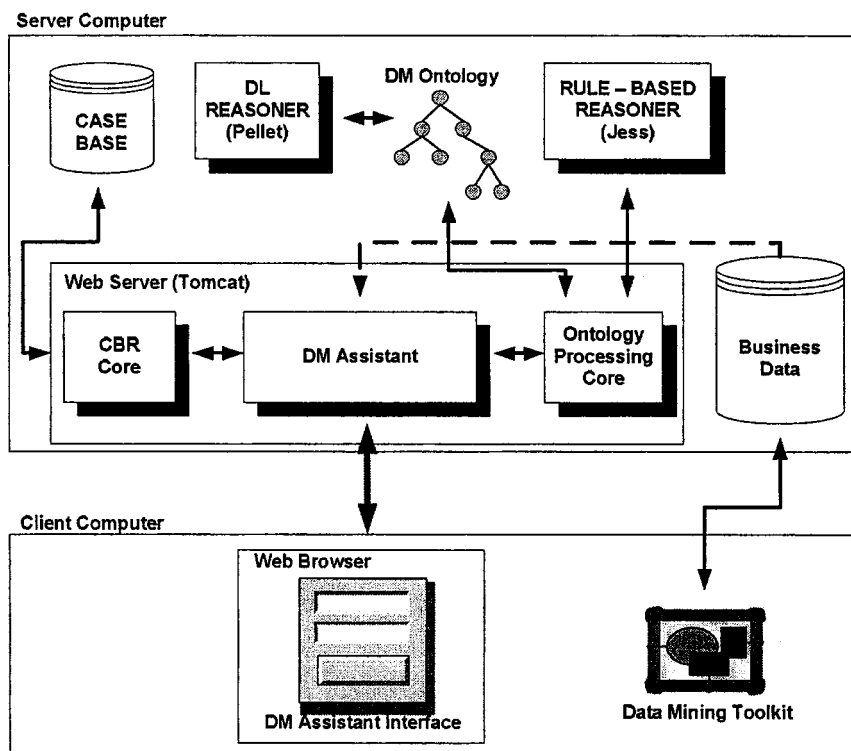 Server Computer
CASE
BASE
DL
REASONER
(Pellet)
DM Ontology
RULE – BASED
REASONER
(Jess)
Web Server (Tomcat)
CBR
Core
DM Assistant
Ontology
Processing
Core
Business
Data
Client Computer
Web Browser
DM Assistant Interface
Data Mining Toolkit